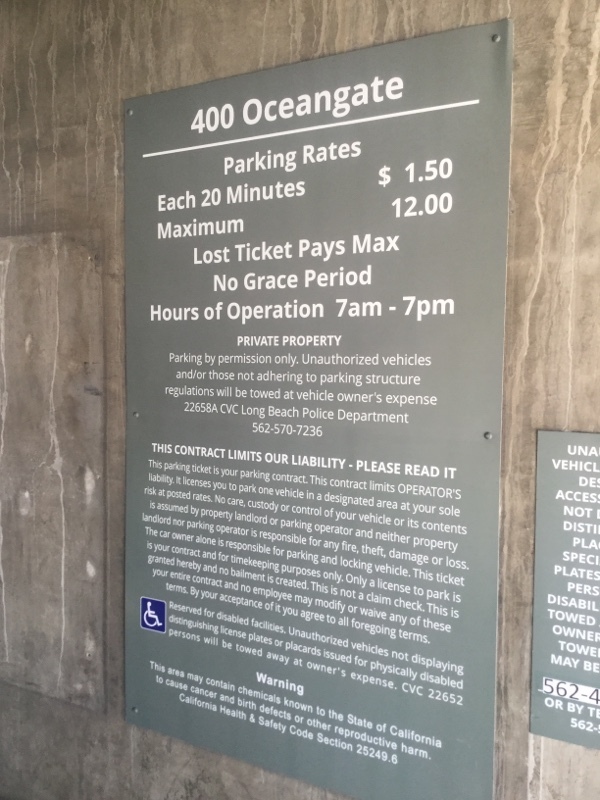 400 Oceangate
Parking Rates
Each 20 Minutes $ 1.50
Maximum 12.00
Lost Ticket Pays Max
No Grace Period
Hours of Operation 7am - 7pm
PRIVATE PROPERTY
Parking by permission only. Unauthorized vehicles
and/or those not adhering to parking structure
regulations will be towed at vehicle owner's expense
22658A CVC Long Beach Police Department
562-570-7236
THIS CONTRACT LIMITS OUR LIABILITY - PLEASE READ IT
This parking ticket is your parking contract. This contract limits OPERATOR'S
liability. It licenses you to park one vehicle in a designated area at your sole
risk at posted rates. No care, custody or control of your vehicle or its contents
is assumed by property landlord or parking operator and neither property
landlord nor parking operator is responsible for any fire, theft, damage or loss.
The car owner alone is responsible for parking and locking vehicle. This ticket
is your contract and for timekeeping purposes only. Only a license to park is
granted hereby and no bailment is created. This is not a claim check. This is
your entire contract and no employee may modify or waive any of these
terms. By your acceptance of it you agree to all foregoing terms.
Reserved for disabled facilities. Unauthorized vehicles not displaying
distinguishing license plates or placards issued for physically disabled
persons will be towed away at owner's expense. CVC 22652
Warning
This area may contain chemicals known to the State of California
to cause cancer and birth defects or other reproductive harm.
California Health & Safety Code Section 25249.6
UNA
VEHICL
DES
ACCESS
NOT D
DISTIN
PLA
SPECI
PLATES
PERS
DISABIL
TOWED
OWNER
TOWE
MAY BE
562-4
OR BY TE
562-